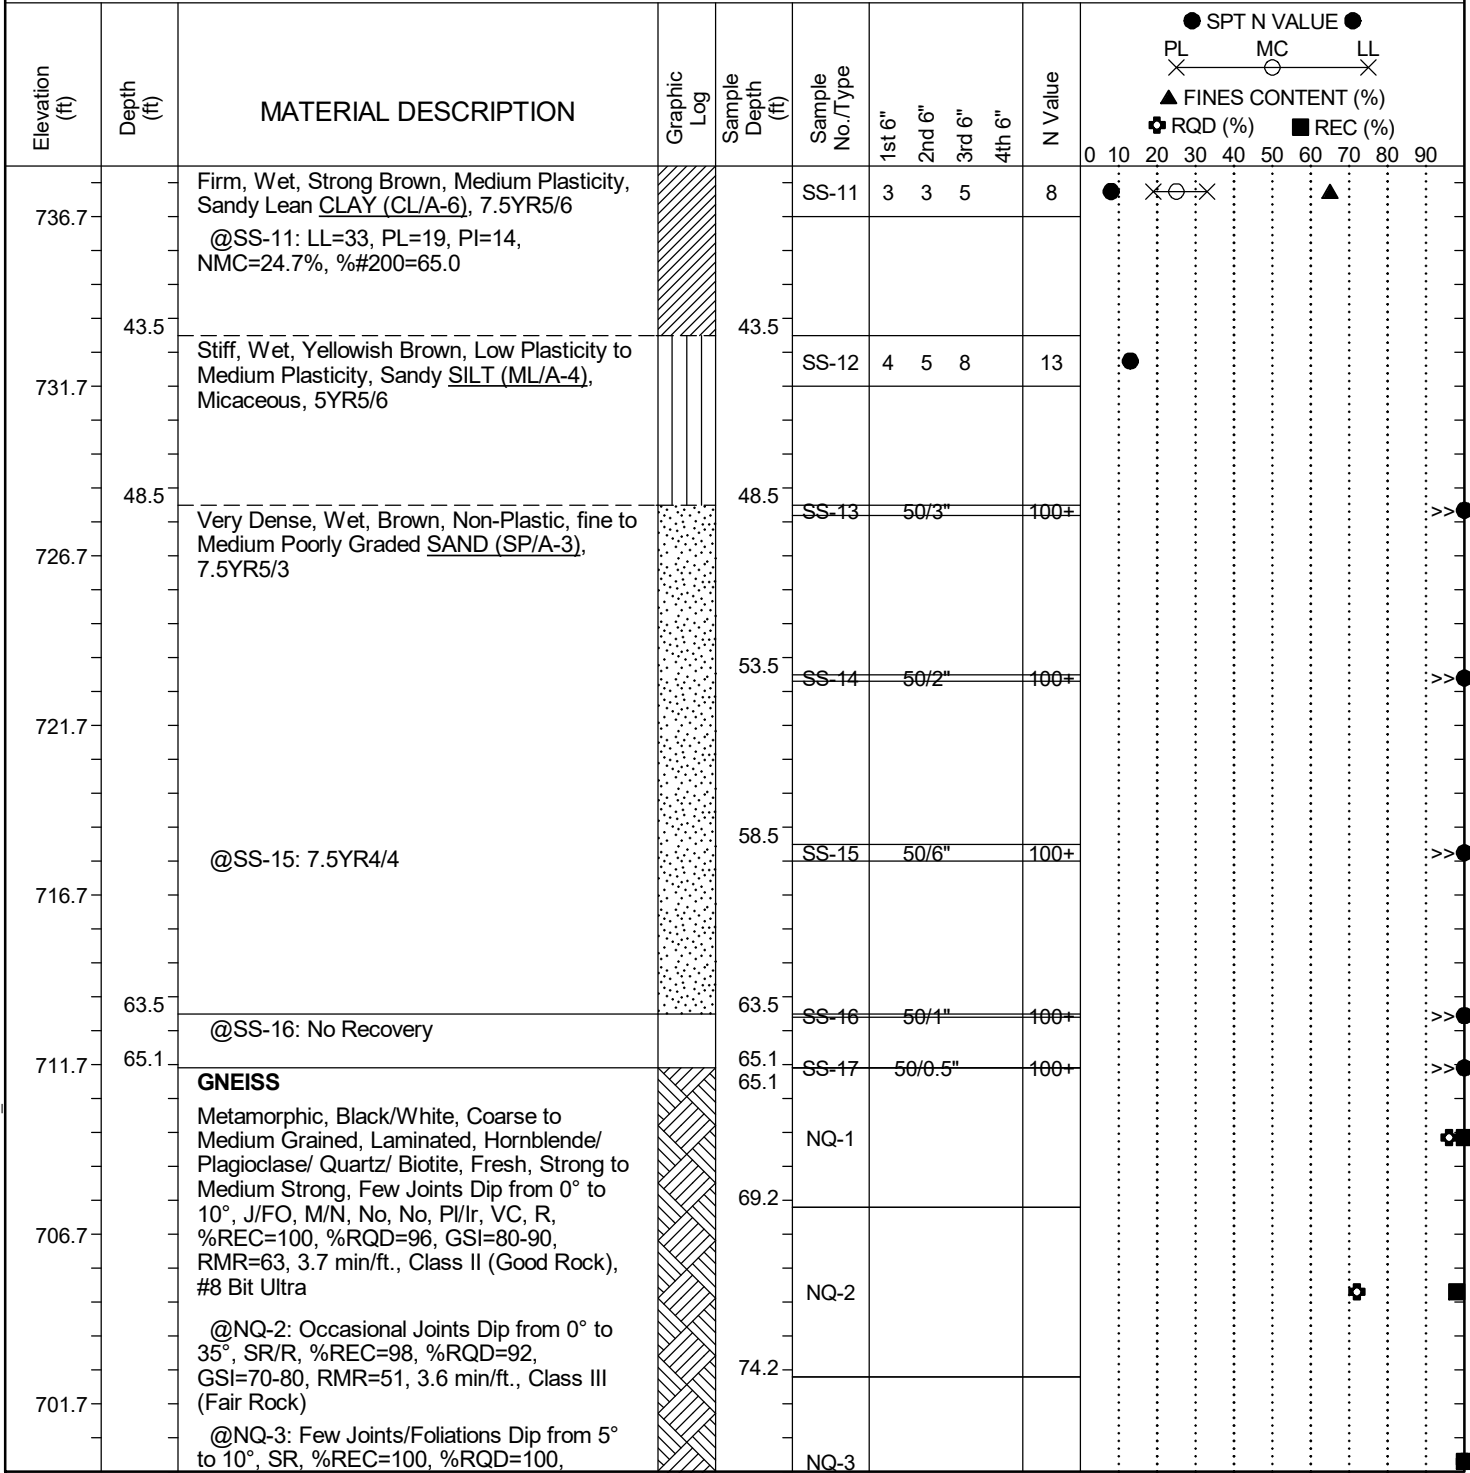 ● SPT N VALUE ●
PL MC LL
▲ FINES CONTENT (%)
RQD (%) ■ REC (%)
Elevation (ft)
Depth (ft)
MATERIAL DESCRIPTION
Graphic Log
Sample Depth (ft)
Sample No./Type
1st 6"
2nd 6"
3rd 6"
4th 6"
N Value
0 10 20 30 40 50 60 70 80 90
Firm, Wet, Strong Brown, Medium Plasticity,
Sandy Lean CLAY (CL/A-6), 7.5YR5/6
SS-11 3 3 5 8
736.7
@SS-11: LL=33, PL=19, PI=14,
NMC=24.7%, %#200=65.0
43.5 43.5
Stiff, Wet, Yellowish Brown, Low Plasticity to
Medium Plasticity, Sandy SILT (ML/A-4),
Micaceous, 5YR5/6
SS-12 4 5 8 13
731.7
48.5 48.5
Very Dense, Wet, Brown, Non-Plastic, fine to
Medium Poorly Graded SAND (SP/A-3),
7.5YR5/3
SS-13 50/3" 100+ >>
726.7
53.5
SS-14 50/2" 100+ >>
721.7
58.5
@SS-15: 7.5YR4/4
SS-15 50/6" 100+ >>
716.7
63.5 63.5
@SS-16: No Recovery
SS-16 50/1" 100+ >>
711.7 65.1 65.1
SS-17 50/0.5" 100+ >>
65.1
GNEISS
Metamorphic, Black/White, Coarse to
Medium Grained, Laminated, Hornblende/
Plagioclase/ Quartz/ Biotite, Fresh, Strong to
Medium Strong, Few Joints Dip from 0° to
10°, J/FO, M/N, No, No, Pl/Ir, VC, R,
%REC=100, %RQD=96, GSI=80-90,
RMR=63, 3.7 min/ft., Class II (Good Rock),
#8 Bit Ultra
NQ-1
69.2
706.7
NQ-2
@NQ-2: Occasional Joints Dip from 0° to
35°, SR/R, %REC=98, %RQD=92,
GSI=70-80, RMR=51, 3.6 min/ft., Class III
(Fair Rock)
74.2
701.7
@NQ-3: Few Joints/Foliations Dip from 5°
to 10°, SR, %REC=100, %RQD=100,
NQ-3